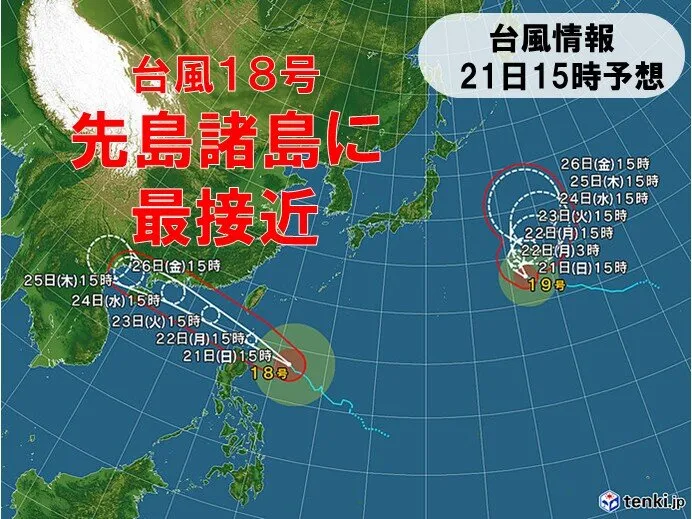 台風情報
21日15時予想
台風18号
先島諸島に
最接近
26日(金)15時
25日(木)15時
24日(水)15時
23日(火)15時
22日(月)15時
22日(月)3時
21日(日)15時
19号
26日(金)15時
25日(木)15時
24日(水)15時
23日(火)15時
22日(月)15時
21日(日)15時
18号
tenki.jp